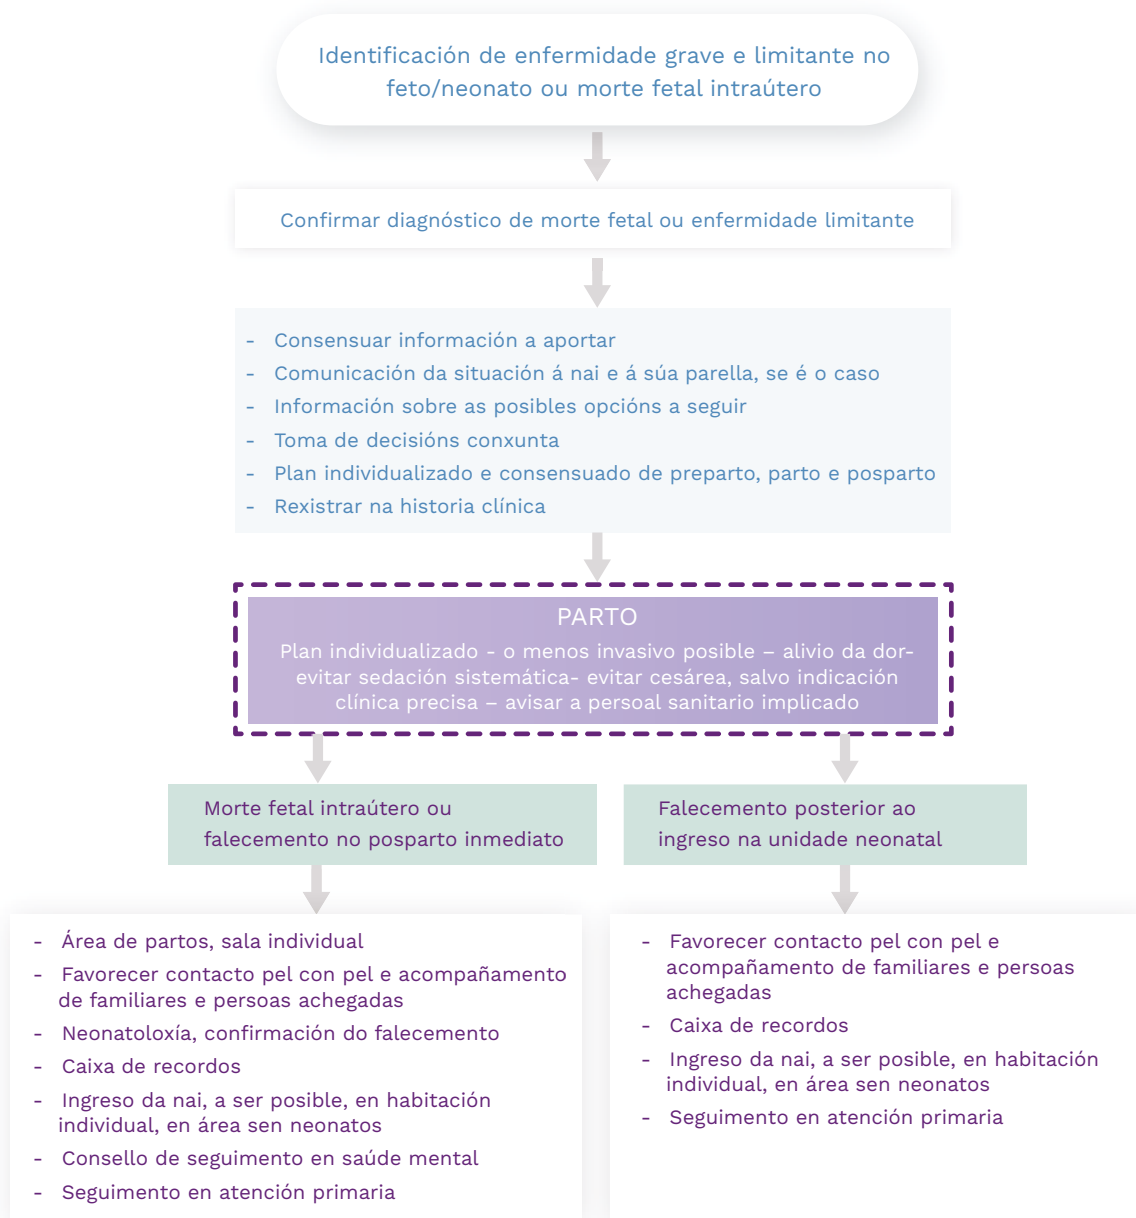 Identificación de enfermidade grave e limitante no
feto/neonato ou morte fetal intraútero
Confirmar diagnóstico de morte fetal ou enfermidade limitante
- Consensuar información a aportar
- Comunicación da situación á nai e á súa parella, se é o caso
- Información sobre as posibles opcións a seguir
- Toma de decisións conxunta
- Plan individualizado e consensuado de preparto, parto e posparto
- Rexistrar na historia clínica
PARTO
Plan individualizado - o menos invasivo posible – alivio da dor-
evitar sedación sistemática- evitar cesárea, salvo indicación
clínica precisa – avisar a persoal sanitario implicado
Morte fetal intraútero ou
falecemento no posparto inmediato
- Área de partos, sala individual
- Favorecer contacto pel con pel e acompañamento
de familiares e persoas achegadas
- Neonatoloxía, confirmación do falecemento
- Caixa de recordos
- Ingreso da nai, a ser posible, en habitación
individual, en área sen neonatos
- Consello de seguimento en saúde mental
- Seguimento en atención primaria
Falecemento posterior ao
ingreso na unidade neonatal
- Favorecer contacto pel con pel e
acompañamento de familiares e persoas
achegadas
- Caixa de recordos
- Ingreso da nai, a ser posible, en habitación
individual, en área sen neonatos
- Seguimento en atención primaria